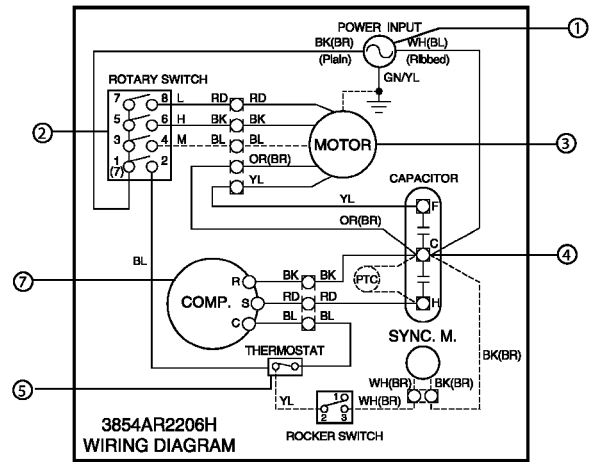 POWER INPUT
1
BK(BR)
WH(BL)
(Plain)
(Ribbed)
GN/YL
ROTARY SWITCH
7
8
L
RD
RD
2
5
6
H
BK
BK
3
4
M
BL
BL
MOTOR
3
1
(7)
2
OR(BR)
YL
CAPACITOR
YL
F
OR(BR)
C
4
BL
7
COMP.
R
BK
BK
PTC
S
RD
RD
H
C
BL
BL
SYNC. M.
THERMOSTAT
BK(BR)
5
WH(BR)
BK(BR)
YL
1
2
3
WH(BR)
ROCKER SWITCH
3854AR2206H
WIRING DIAGRAM